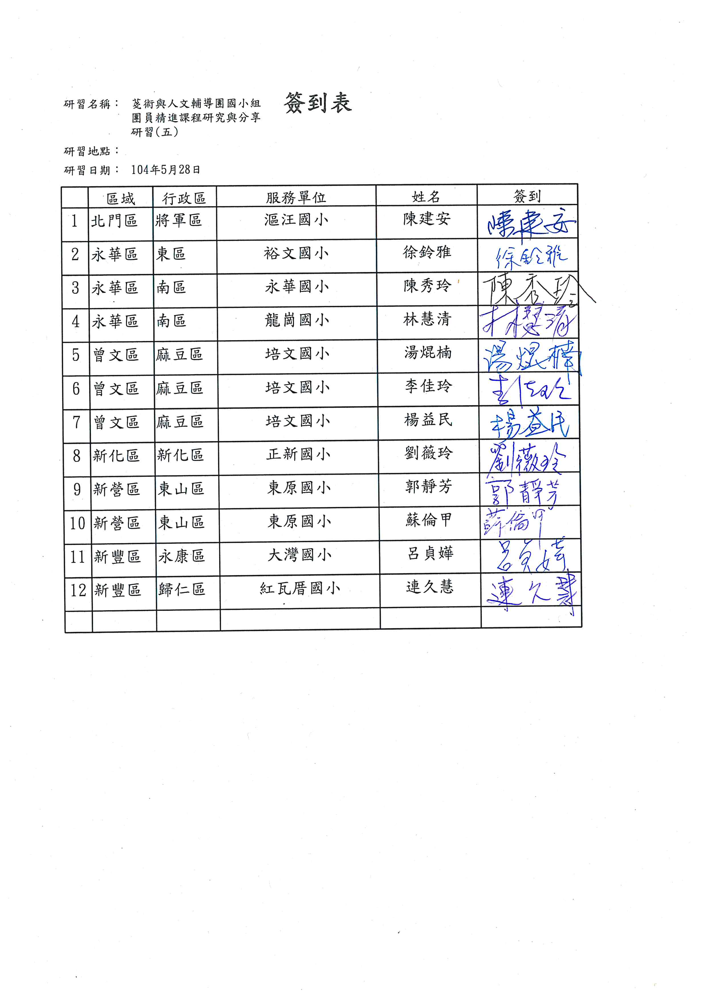 簽到表
研習名稱： 藝術與人文輔導團國小組
團員精進課程研究與分享
研習(五)
研習地點：
研習日期： 104年5月28日
區域 行政區 服務單位 姓名 簽到
1 北門區 將軍區 漚汪國小 陳建安 陳建安
2 永華區 東區 裕文國小 徐鈴雅 徐鈴雅
3 永華區 南區 永華國小 陳秀玲 陳秀玲
4 永華區 南區 龍崗國小 林慧清 林慧清
5 曾文區 麻豆區 培文國小 湯焜楠 湯焜楠
6 曾文區 麻豆區 培文國小 李佳玲 李佳玲
7 曾文區 麻豆區 培文國小 楊益民 楊益民
8 新化區 新化區 正新國小 劉薇玲 劉薇玲
9 新營區 東山區 東原國小 郭靜芳 郭靜芳
10 新營區 東山區 東原國小 蘇倫甲 蘇倫甲
11 新豐區 永康區 大灣國小 呂貞嬅 呂貞嬅
12 新豐區 歸仁區 紅瓦厝國小 連久慧 連久慧